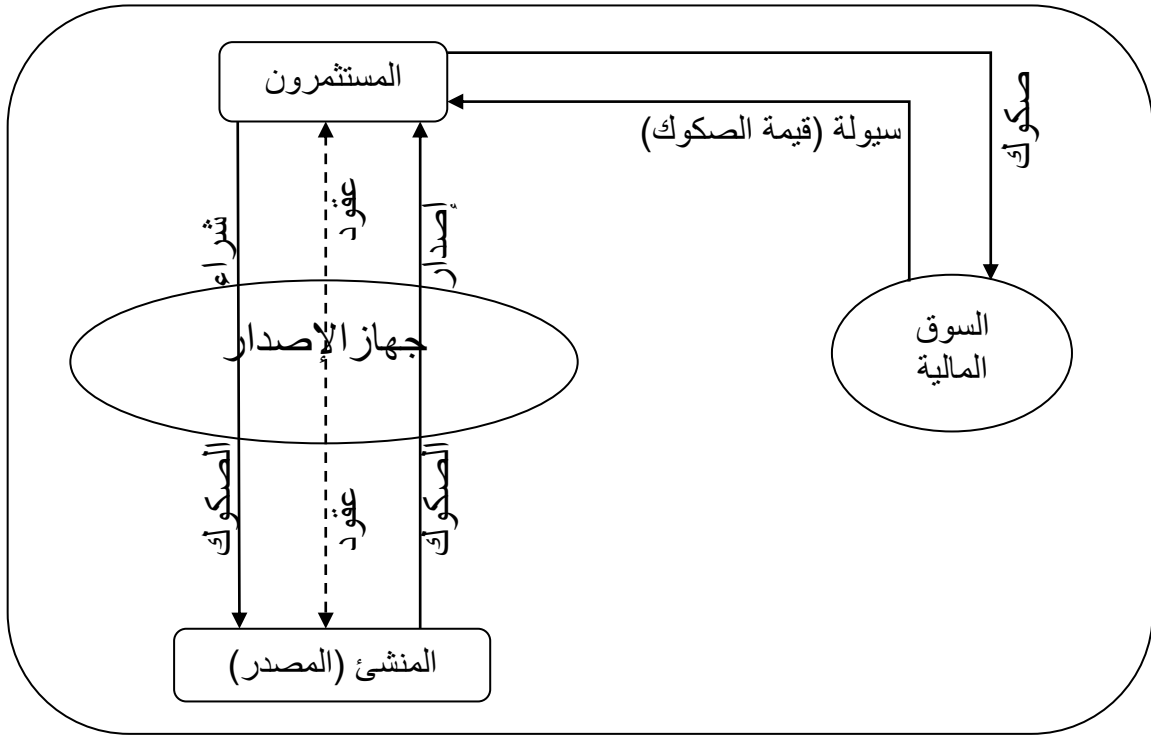 المستثمرون
صكوك
سيولة (قيمة الصكوك)
إصدار
عقود
شراء
جهاز الإصدار
السوق
المالية
الصكوك
عقود
الصكوك
المنشئ (المصدر)